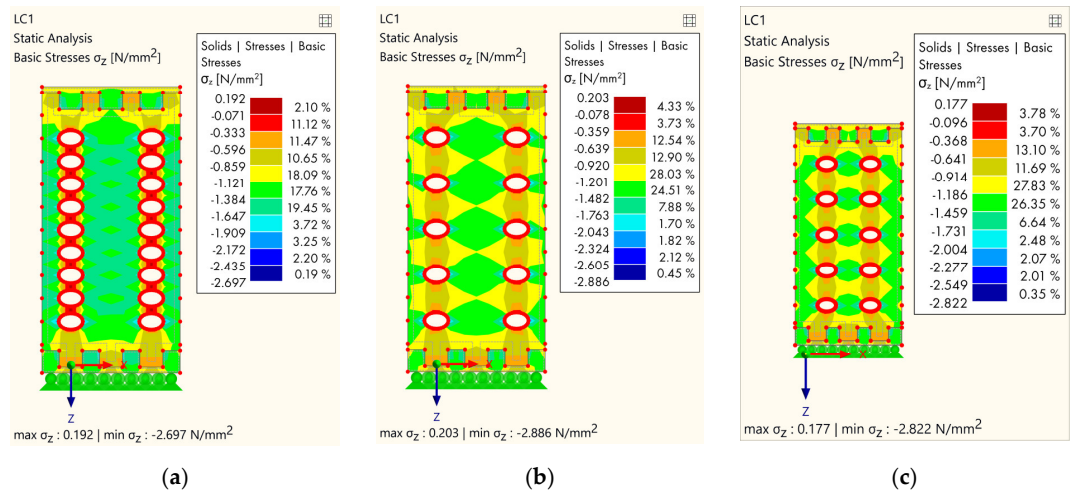 LC1
Static Analysis
Basic Stresses σz [N/mm2]
Solids | Stresses | Basic
Stresses
σz [N/mm2]
0.192
2.10 %
-0.071
11.12 %
-0.333
11.47 %
-0.596
10.65 %
-0.859
18.09 %
-1.121
17.76 %
-1.384
19.45 %
-1.647
3.72 %
-1.909
3.25 %
-2.172
2.20 %
-2.435
0.19 %
-2.697
X
Z
max σz : 0.192 | min σz : -2.697 N/mm2
(a)
LC1
Static Analysis
Basic Stresses σz [N/mm2]
Solids | Stresses | Basic
Stresses
σz [N/mm2]
0.203
4.33 %
-0.078
3.73 %
-0.359
12.54 %
-0.639
12.90 %
-0.920
28.03 %
-1.201
24.51 %
-1.482
7.88 %
-1.763
1.70 %
-2.043
1.82 %
-2.324
2.12 %
-2.605
0.45 %
-2.886
X
Z
max σz : 0.203 | min σz : -2.886 N/mm2
(b)
LC1
Static Analysis
Basic Stresses σz [N/mm2]
Solids | Stresses | Basic
Stresses
σz [N/mm2]
0.177
3.78 %
-0.096
3.70 %
-0.368
13.10 %
-0.641
11.69 %
-0.914
27.83 %
-1.186
26.35 %
-1.459
6.64 %
-1.731
2.48 %
-2.004
2.07 %
-2.277
2.01 %
-2.549
0.35 %
-2.822
X
Z
max σz : 0.177 | min σz : -2.822 N/mm2
(c)